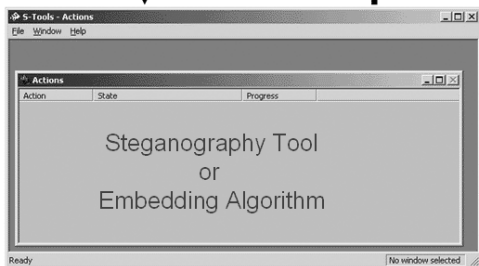 S-Tools - Actions
File Window Help
Actions
Action State Progress
Steganography Tool
or
Embedding Algorithm
Ready No window selected